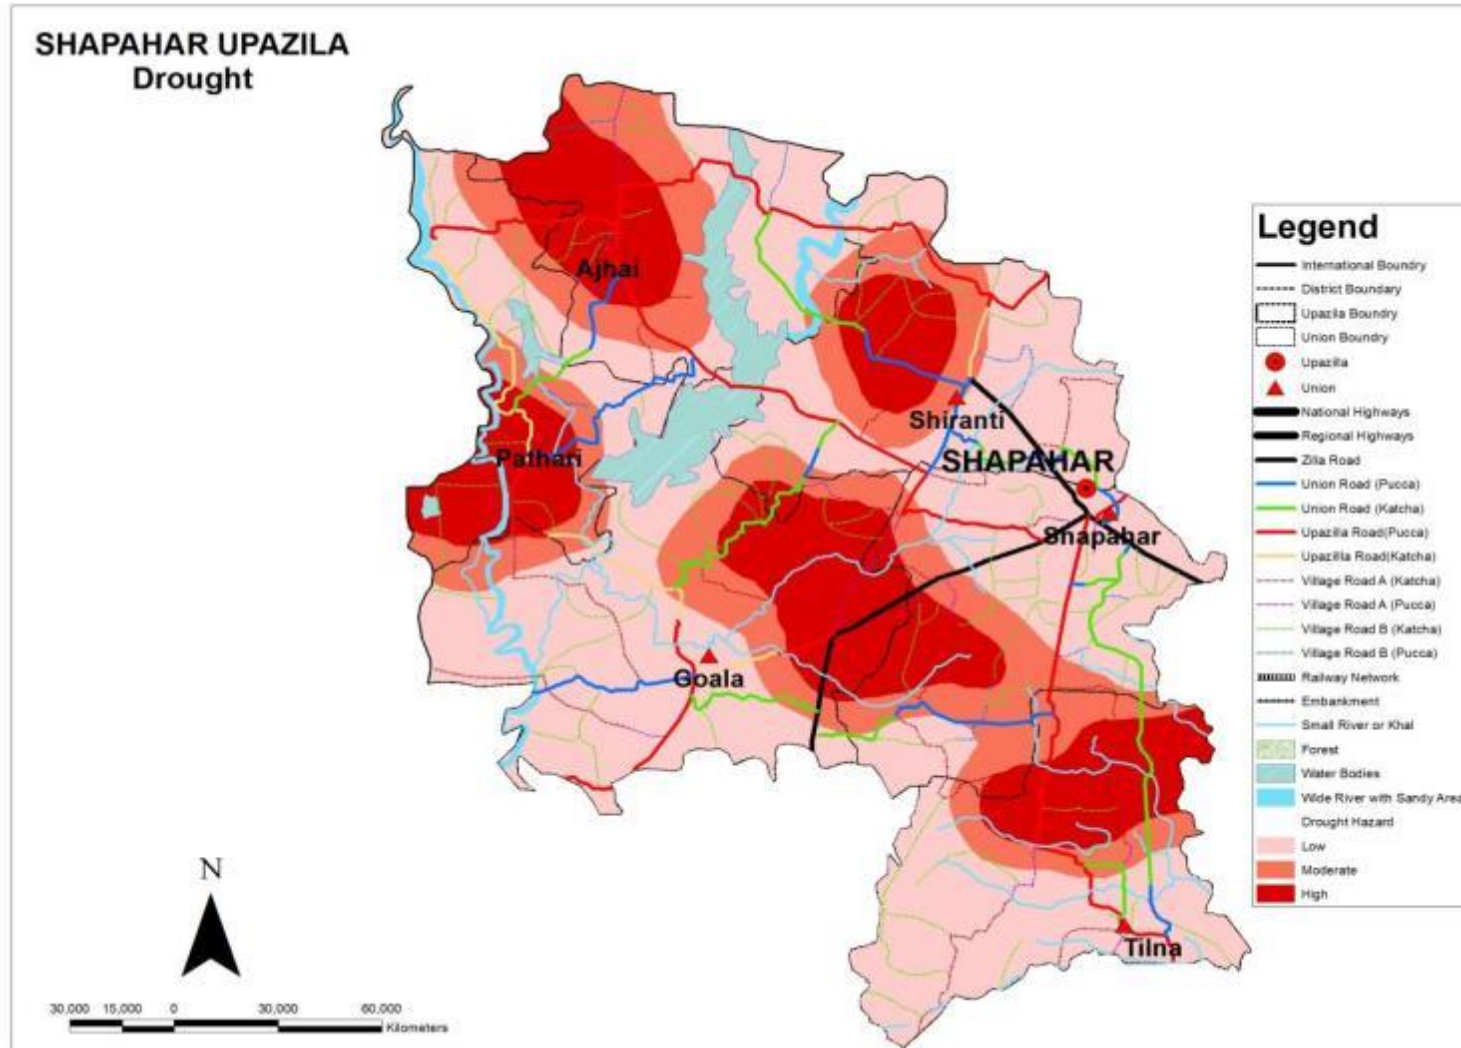 SHAPAHAR UPAZILA
Drought
Ajhai
Shiranti
Pathari
SHAPAHAR
Shapahar
Goala
Tilna
Legend
International Boundry
District Boundary
Upazila Boundry
Union Boundry
Upazilla
Union
National Highways
Regional Highways
Zilla Road
Union Road (Pucca)
Union Road (Katcha)
Upazila Road(Pucca)
Upazillla Road(Katcha)
Village Road A (Katcha)
Village Road A (Pucca)
Village Road B (Katcha)
Village Road B (Pucca)
Railway Network
Embankment
Small River or Khal
Forest
Water Bodies
Wide River with Sandy Area
Drought Hazard
Low
Moderate
High
N
30,000 15,000 0 30,000 60,000
Kilometers